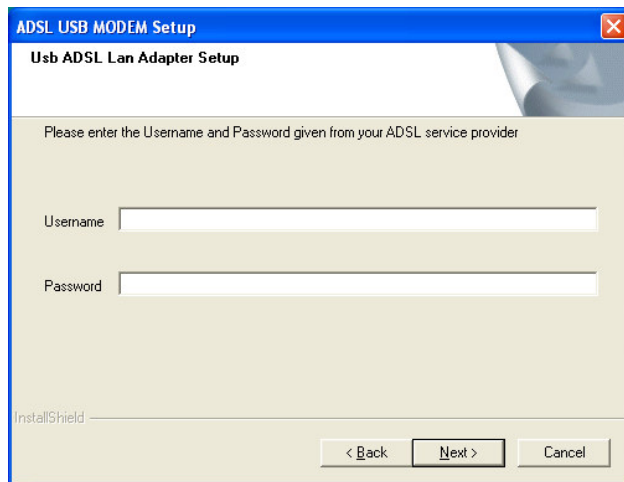 ADSL USB MODEM Setup
Usb ADSL Lan Adapter Setup
Please enter the Username and Password given from your ADSL service provider
Username
Password
InstallShield
< Back Next > Cancel